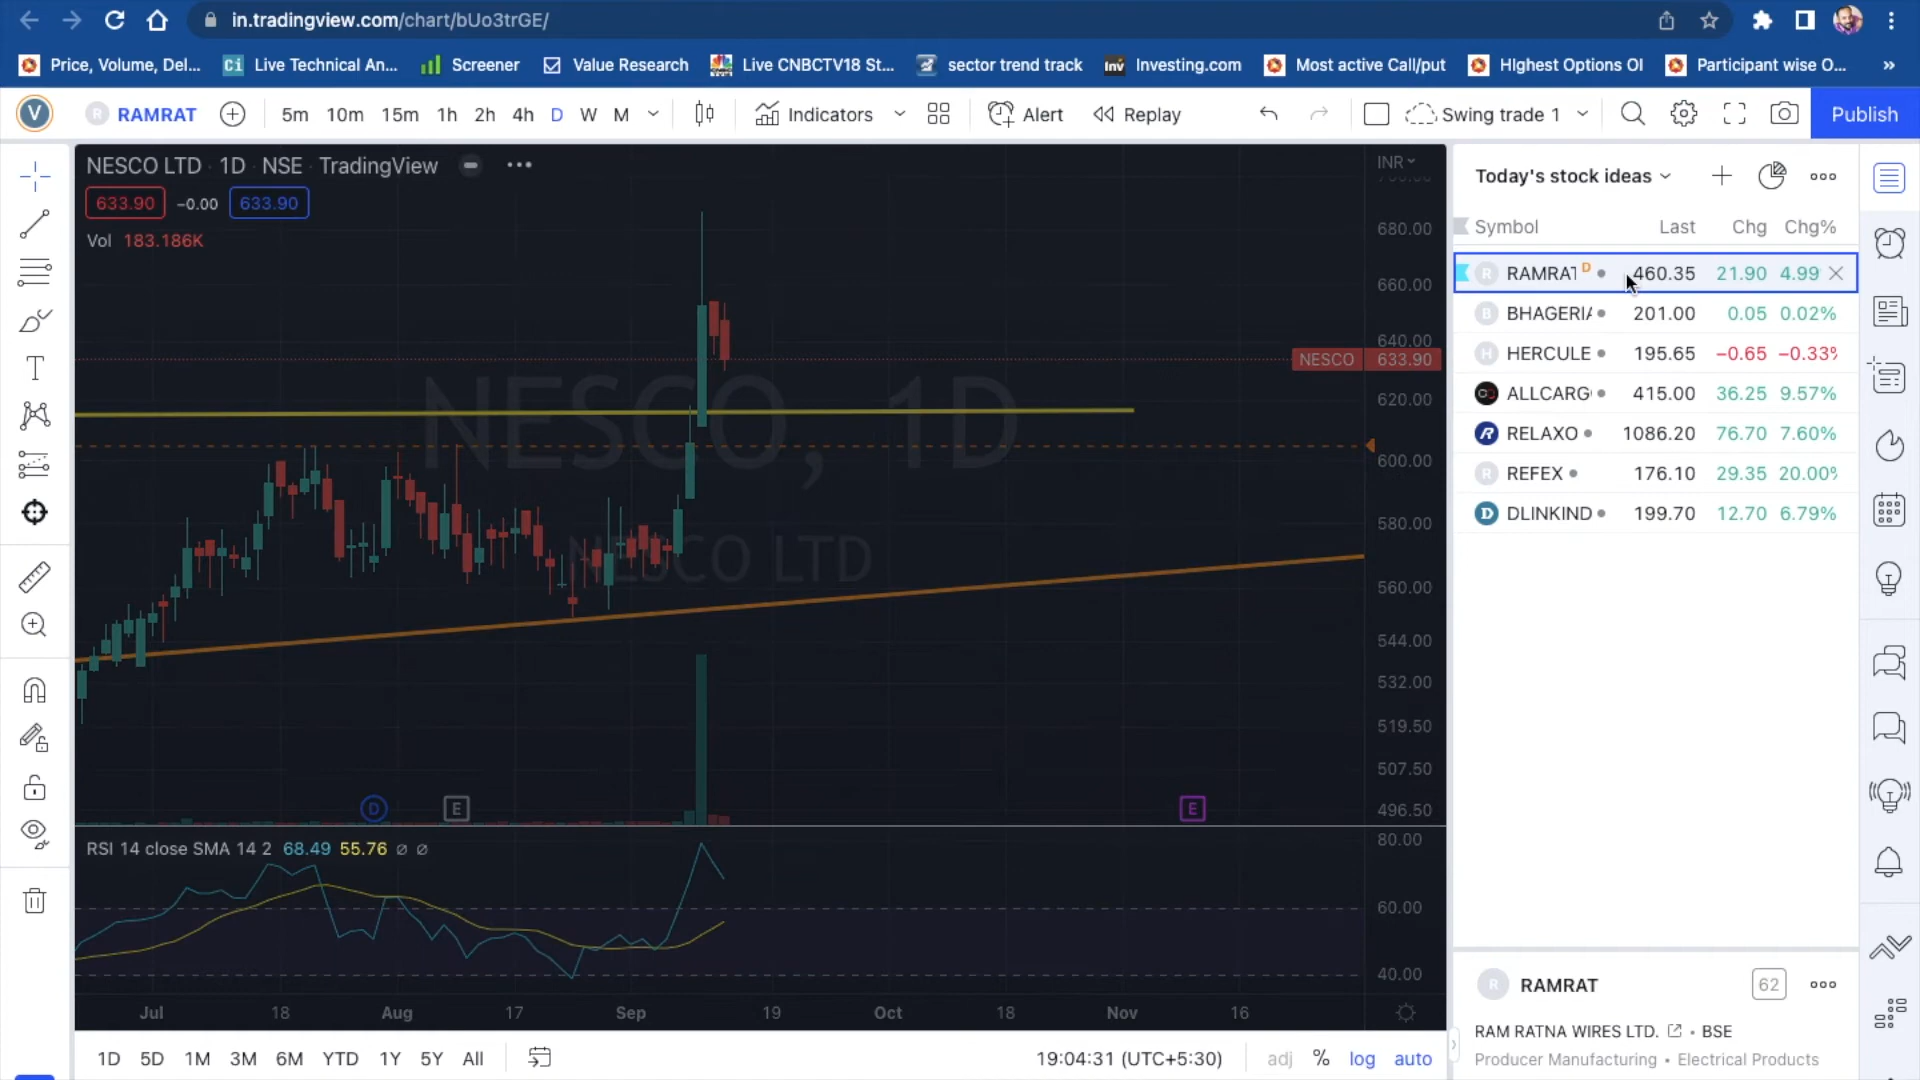 in.tradingview.com/chart/bUo3trGE/
Price, Volume, Del... Ci Live Technical An... Screener Value Research Live CNBCTV18 St... sector trend track inv Investing.com Most active Call/put HIghest Options OI Participant wise O... »
V R RAMRAT 5m 10m 15m 1h 2h 4h D W M Indicators Alert Replay Swing trade 1 Publish
NESCO LTD 1D NSE TradingView
633.90 −0.00 633.90
Vol 183.186K
NESCO, 1D
NESCO LTD
INR
680.00
660.00
640.00
NESCO 633.90
620.00
600.00
580.00
560.00
544.00
532.00
519.50
507.50
496.50
D E E
RSI 14 close SMA 14 2 68.49 55.76 ∅ ∅
80.00
60.00
40.00
Jul 18 Aug 17 Sep 19 Oct 18 Nov 16
1D 5D 1M 3M 6M YTD 1Y 5Y All 19:04:31 (UTC+5:30) adj % log auto
Today's stock ideas
Symbol Last Chg Chg%
R RAMRAT D 460.35 21.90 4.99
B BHAGERIA 201.00 0.05 0.02%
H HERCULE 195.65 −0.65 −0.33%
ALLCARG 415.00 36.25 9.57%
R RELAXO 1086.20 76.70 7.60%
R REFEX 176.10 29.35 20.00%
D DLINKIND 199.70 12.70 6.79%
R RAMRAT 62
RAM RATNA WIRES LTD. • BSE
Producer Manufacturing • Electrical Products